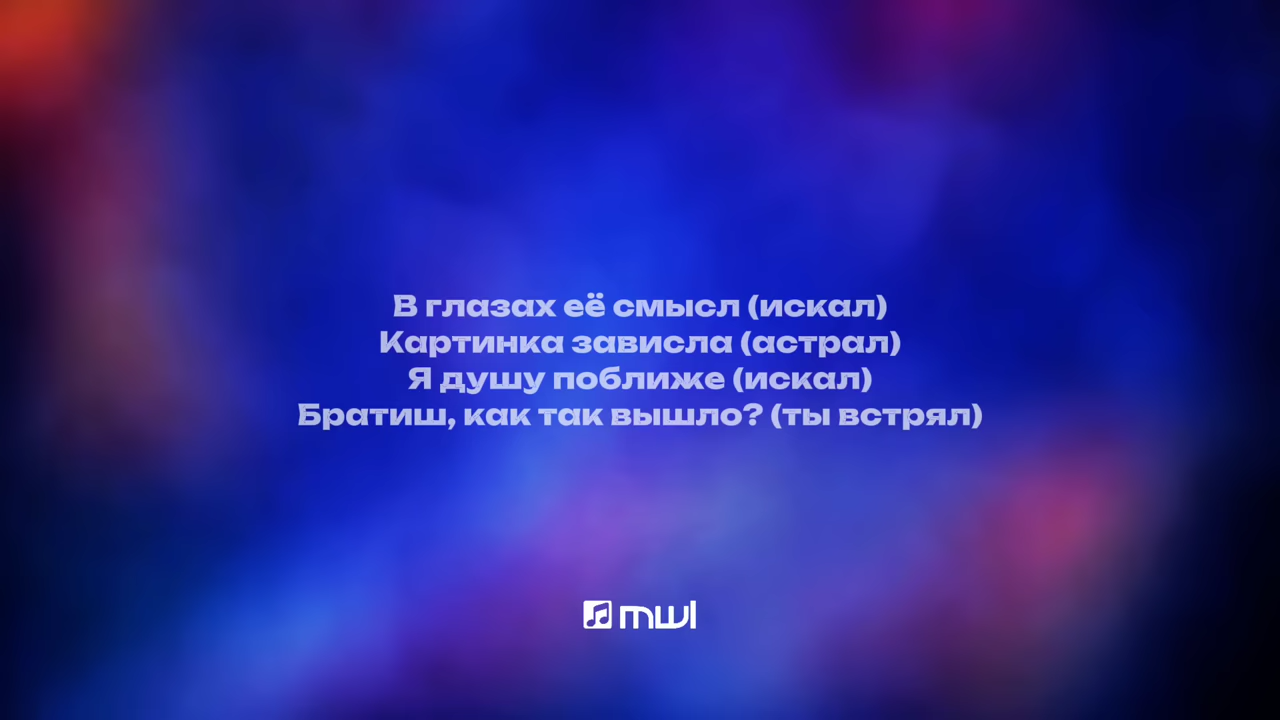 В глазах её смысл (искал)
Картинка зависла (астрал)
Я душу поближе (искал)
Братиш, как так вышло? (ты встрял)
mwl